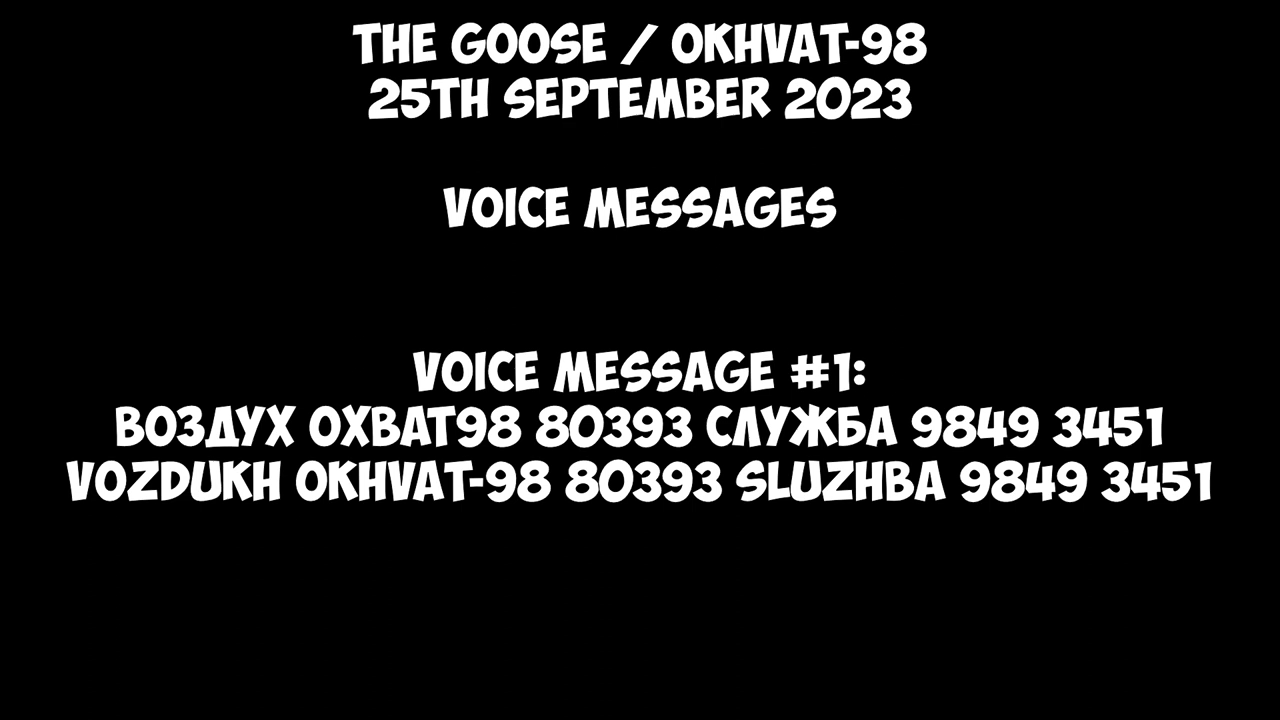 THE GOOSE / OKHVAT-98
25TH SEPTEMBER 2023
VOICE MESSAGES
VOICE MESSAGE #1:
ВОЗДУХ ОХВАТ98 80393 СЛУЖБА 9849 3451
VOZDUKH OKHVAT-98 80393 SLUZHBA 9849 3451